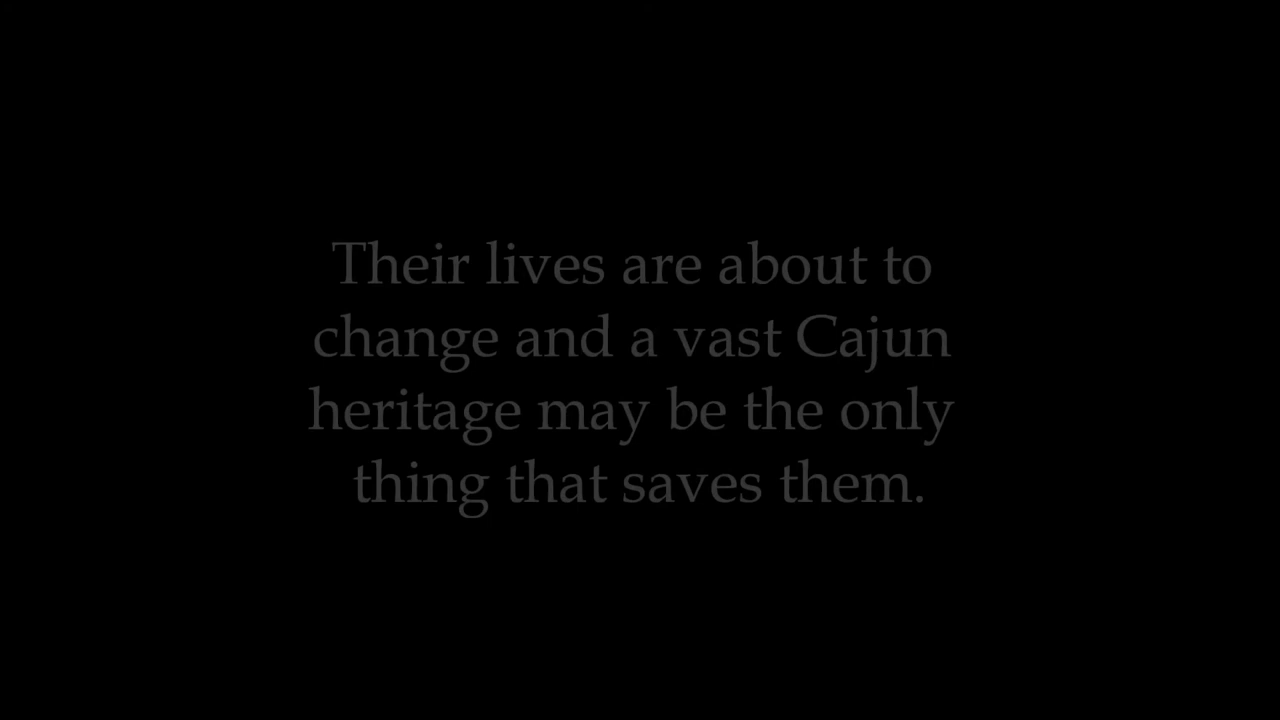 Their lives are about to
change and a vast Cajun
heritage may be the only
thing that saves them.